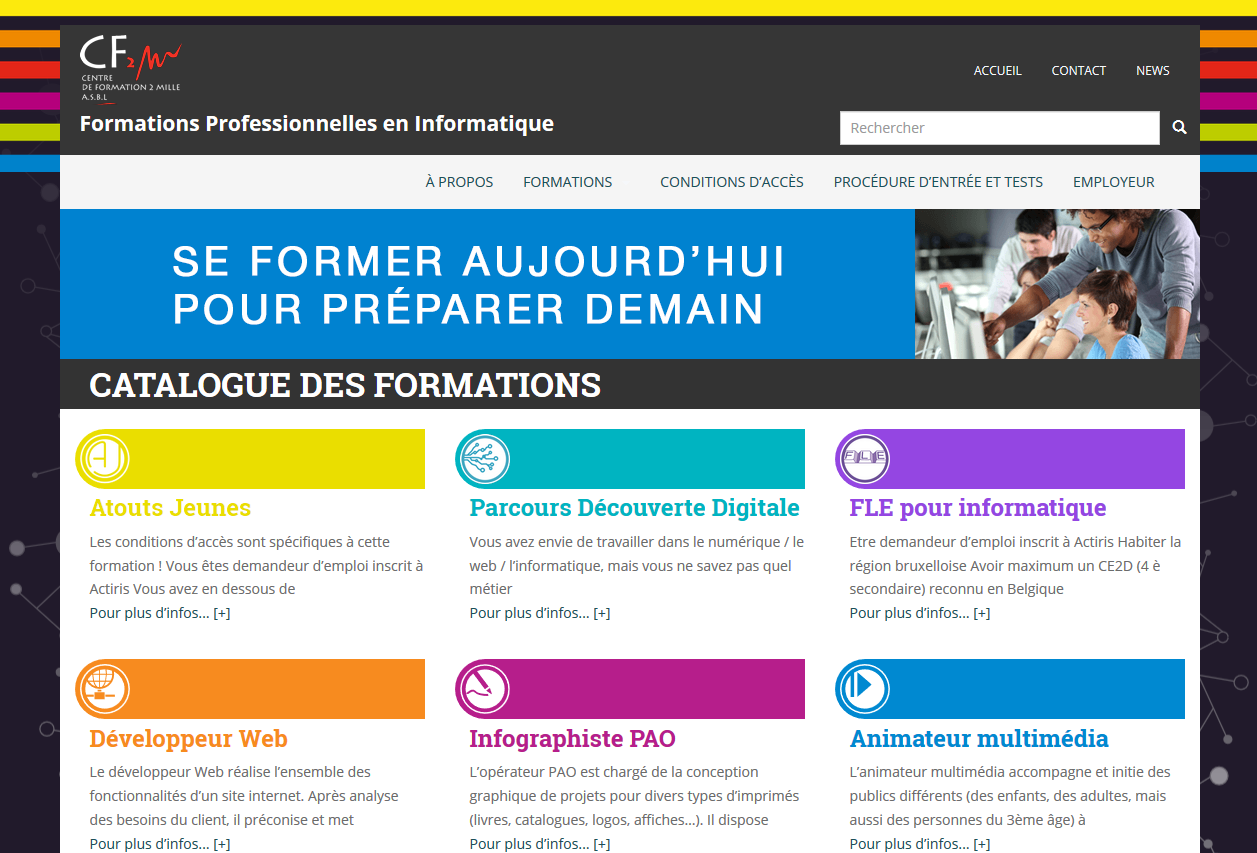 CF2M
CENTRE
DE FORMATION 2 MILLE
A.S.B.L
ACCUEIL CONTACT NEWS
Formations Professionnelles en Informatique
Rechercher
À PROPOS FORMATIONS CONDITIONS D’ACCÈS PROCÉDURE D’ENTRÉE ET TESTS EMPLOYEUR
SE FORMER AUJOURD’HUI
POUR PRÉPARER DEMAIN
CATALOGUE DES FORMATIONS
AJ
Atouts Jeunes
Les conditions d’accès sont spécifiques à cette
formation ! Vous êtes demandeur d’emploi inscrit à
Actiris Vous avez en dessous de
Pour plus d’infos... [+]
Parcours Découverte Digitale
Vous avez envie de travailler dans le numérique / le
web / l’informatique, mais vous ne savez pas quel
métier
Pour plus d’infos... [+]
FLE
FLE pour informatique
Etre demandeur d’emploi inscrit à Actiris Habiter la
région bruxelloise Avoir maximum un CE2D (4 è
secondaire) reconnu en Belgique
Pour plus d’infos... [+]
Développeur Web
Le développeur Web réalise l’ensemble des
fonctionnalités d’un site internet. Après analyse
des besoins du client, il préconise et met
Pour plus d’infos... [+]
Infographiste PAO
L’opérateur PAO est chargé de la conception
graphique de projets pour divers types d’imprimés
(livres, catalogues, logos, affiches...). Il dispose
Pour plus d’infos... [+]
Animateur multimédia
L’animateur multimédia accompagne et initie des
publics différents (des enfants, des adultes, mais
aussi des personnes du 3ème âge) à
Pour plus d’infos... [+]